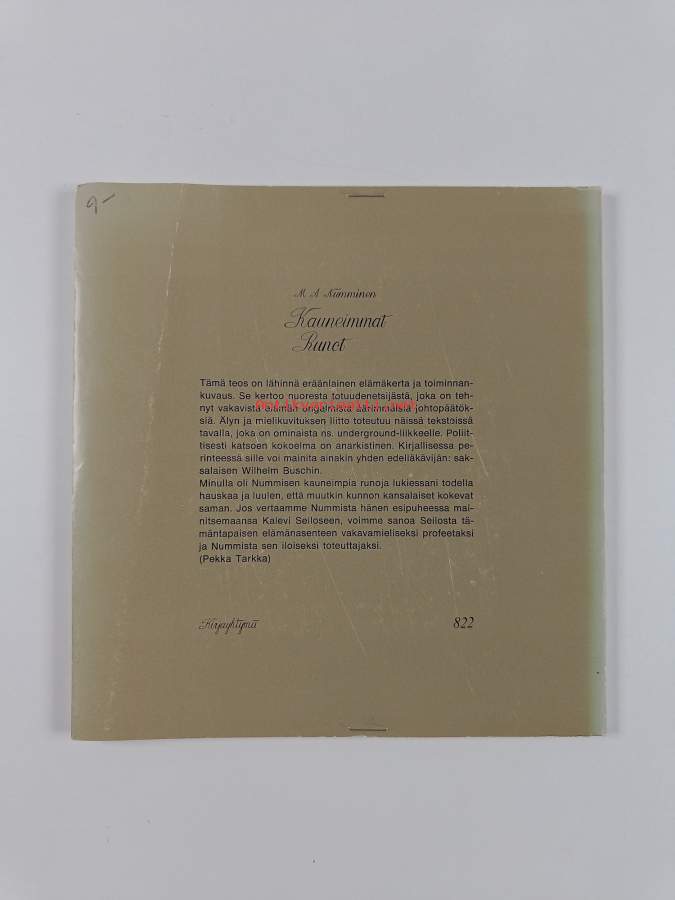 9-
M. A. Numminen
Kauneimmat
Runot
Tämä teos on lähinnä eräänlainen elämäkerta ja toiminnan-
kuvaus. Se kertoo nuoresta totuudenetsijästä, joka on teh-
nyt vakavista elämän ongelmista äärimmäisiä johtopäätök-
siä. Älyn ja mielikuvituksen liitto toteutuu näissä teksteissä
tavalla, joka on ominaista ns. underground-liikkeelle. Poliit-
tisesti katsoen kokoelma on anarkistinen. Kirjallisessa pe-
rinteessä sille voi mainita ainakin yhden edelläkävijän: sak-
salaisen Wilhelm Buschin.
Minulla oli Nummisen kauneimpia runoja lukiessani todella
hauskaa ja luulen, että muutkin kunnon kansalaiset kokevat
saman. Jos vertaamme Nummista hänen esipuheessa mai-
nitsemaansa Kalevi Seiloseen, voimme sanoa Seilosta tä-
mäntapaisen elämänasenteen vakavamieliseksi profeetaksi
ja Nummista sen iloiseksi toteuttajaksi.
(Pekka Tarkka)
Kirjayhtymä 822